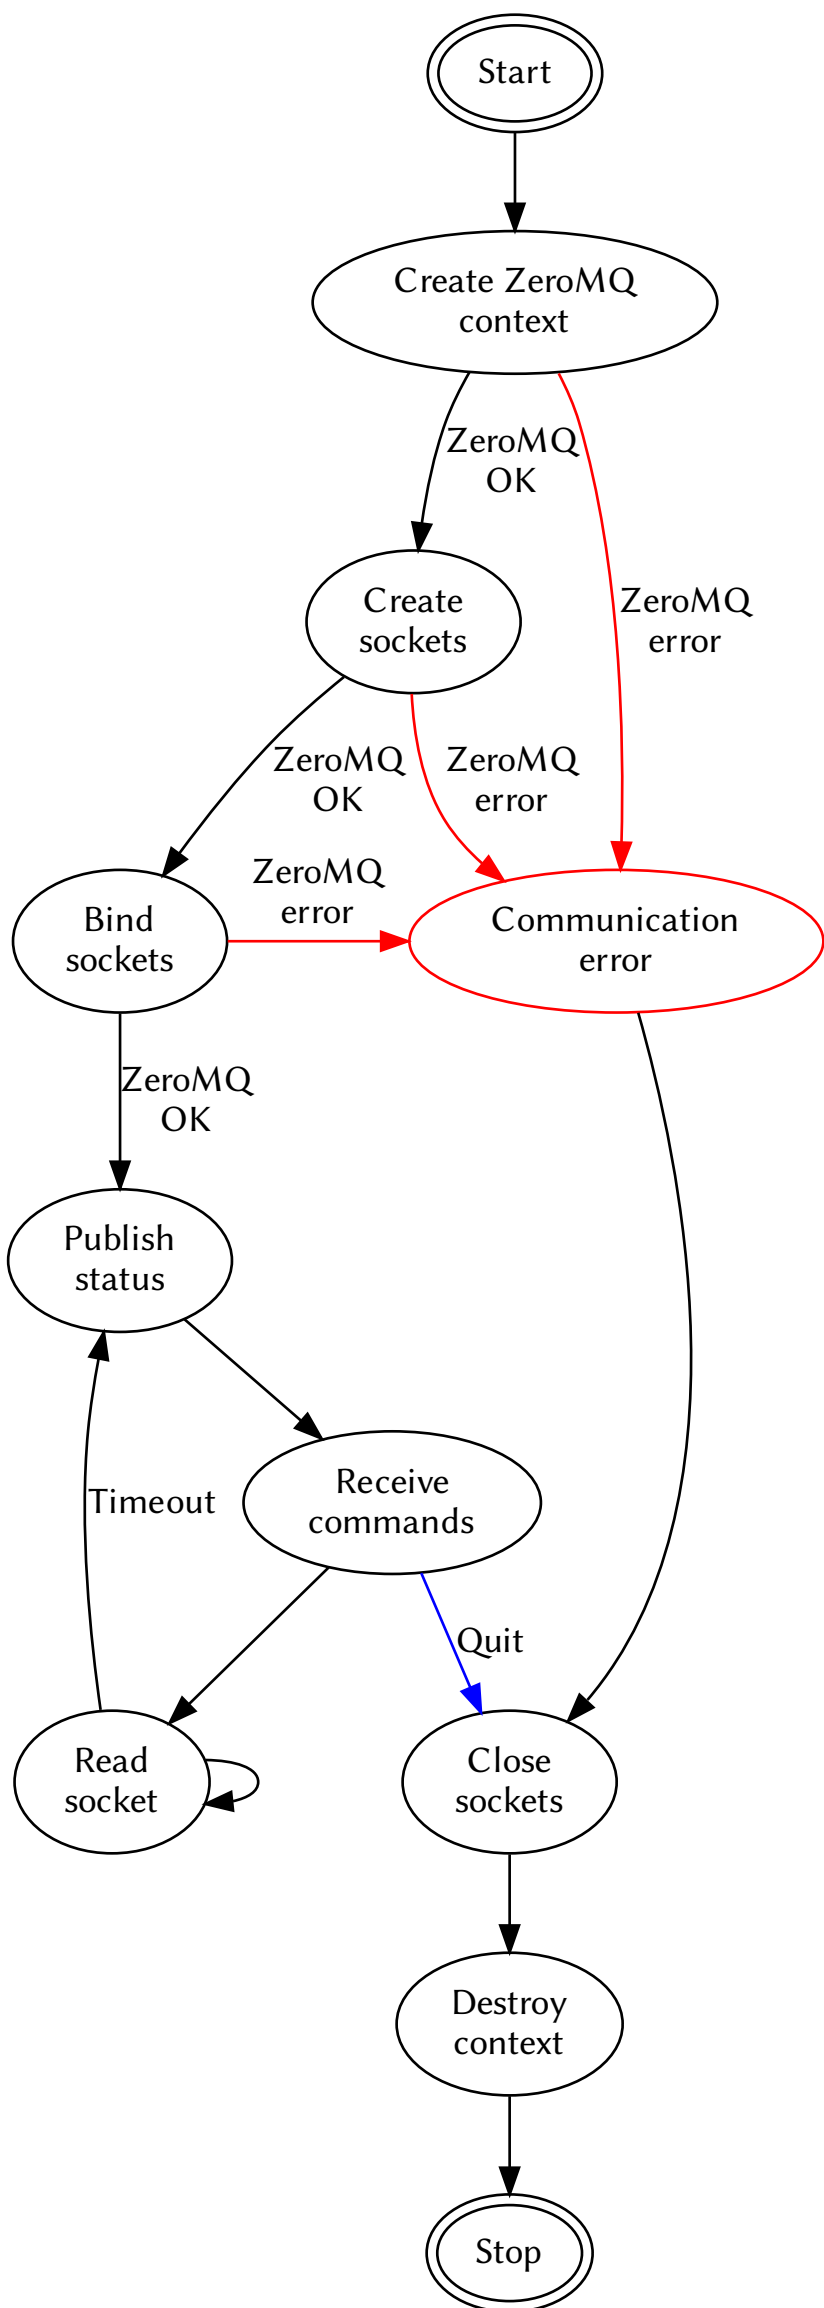 Start
Create ZeroMQ
context
ZeroMQ
OK
Create
sockets
ZeroMQ
error
ZeroMQ
OK
ZeroMQ
error
ZeroMQ
error
Bind
sockets
Communication
error
ZeroMQ
OK
Publish
status
Receive
commands
Timeout
Quit
Read
socket
Close
sockets
Destroy
context
Stop